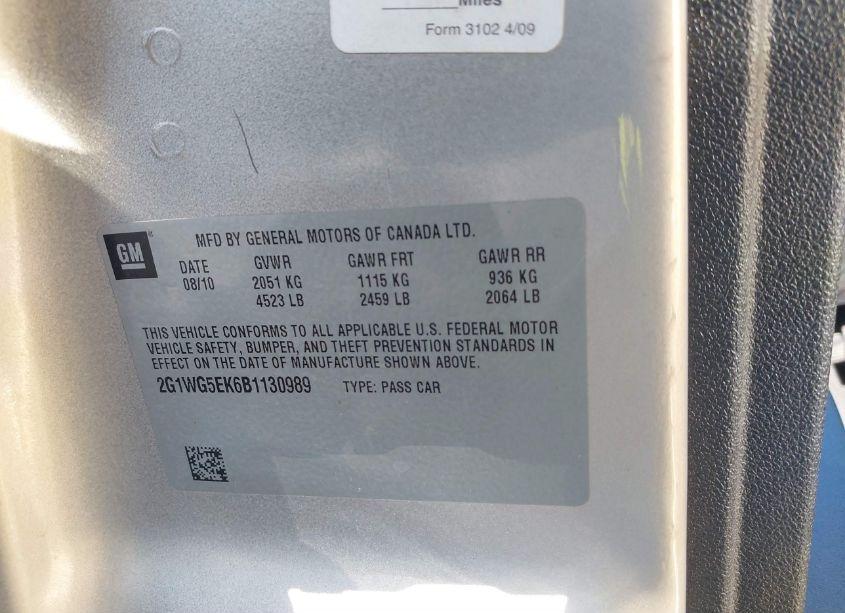 Miles
Form 3102 4/09
GM
MFD BY GENERAL MOTORS OF CANADA LTD.
DATE GVWR GAWR FRT GAWR RR
08/10 2051 KG 1115 KG 936 KG
4523 LB 2459 LB 2064 LB
THIS VEHICLE CONFORMS TO ALL APPLICABLE U.S. FEDERAL MOTOR
VEHICLE SAFETY, BUMPER, AND THEFT PREVENTION STANDARDS IN
EFFECT ON THE DATE OF MANUFACTURE SHOWN ABOVE.
2G1WG5EK6B1130989 TYPE: PASS CAR